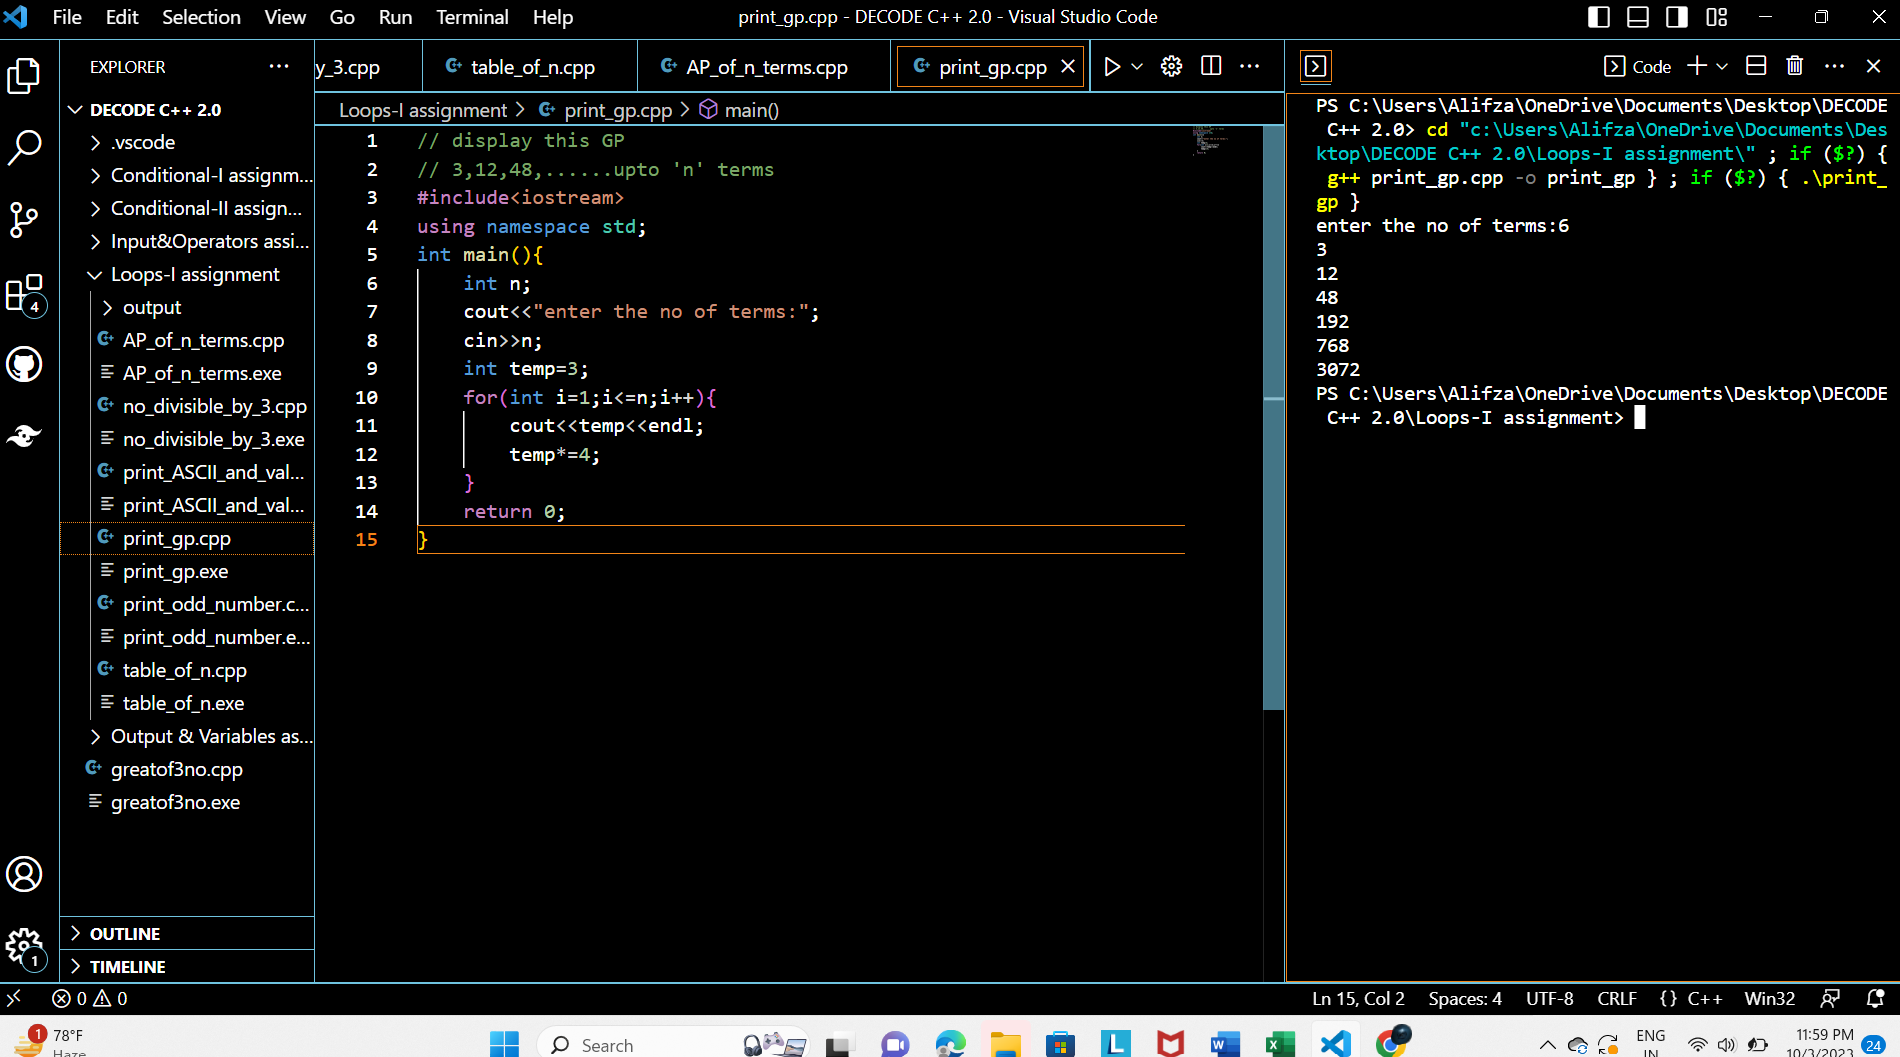 File Edit Selection View Go Run Terminal Help
print_gp.cpp - DECODE C++ 2.0 - Visual Studio Code
EXPLORER
DECODE C++ 2.0
.vscode
Conditional-I assignm...
Conditional-II assign...
Input&Operators assi...
Loops-I assignment
output
AP_of_n_terms.cpp
AP_of_n_terms.exe
no_divisible_by_3.cpp
no_divisible_by_3.exe
print_ASCII_and_val...
print_ASCII_and_val...
print_gp.cpp
print_gp.exe
print_odd_number.c...
print_odd_number.e...
table_of_n.cpp
table_of_n.exe
Output & Variables as...
greatof3no.cpp
greatof3no.exe
OUTLINE
TIMELINE
4
1
y_3.cpp table_of_n.cpp AP_of_n_terms.cpp print_gp.cpp
Loops-I assignment > print_gp.cpp > main()
1 // display this GP
2 // 3,12,48,......upto 'n' terms
3 #include<iostream>
4 using namespace std;
5 int main(){
6 int n;
7 cout<<"enter the no of terms:";
8 cin>>n;
9 int temp=3;
10 for(int i=1;i<=n;i++){
11 cout<<temp<<endl;
12 temp*=4;
13 }
14 return 0;
15 }
Code
PS C:\Users\Alifza\OneDrive\Documents\Desktop\DECODE
C++ 2.0> cd "c:\Users\Alifza\OneDrive\Documents\Des
ktop\DECODE C++ 2.0\Loops-I assignment\" ; if ($?) {
g++ print_gp.cpp -o print_gp } ; if ($?) { .\print_
gp }
enter the no of terms:6
3
12
48
192
768
3072
PS C:\Users\Alifza\OneDrive\Documents\Desktop\DECODE
C++ 2.0\Loops-I assignment>
0 0
Ln 15, Col 2 Spaces: 4 UTF-8 CRLF {} C++ Win32
1
78°F
Haze
Search
ENG
IN
11:59 PM
10/3/2023
24